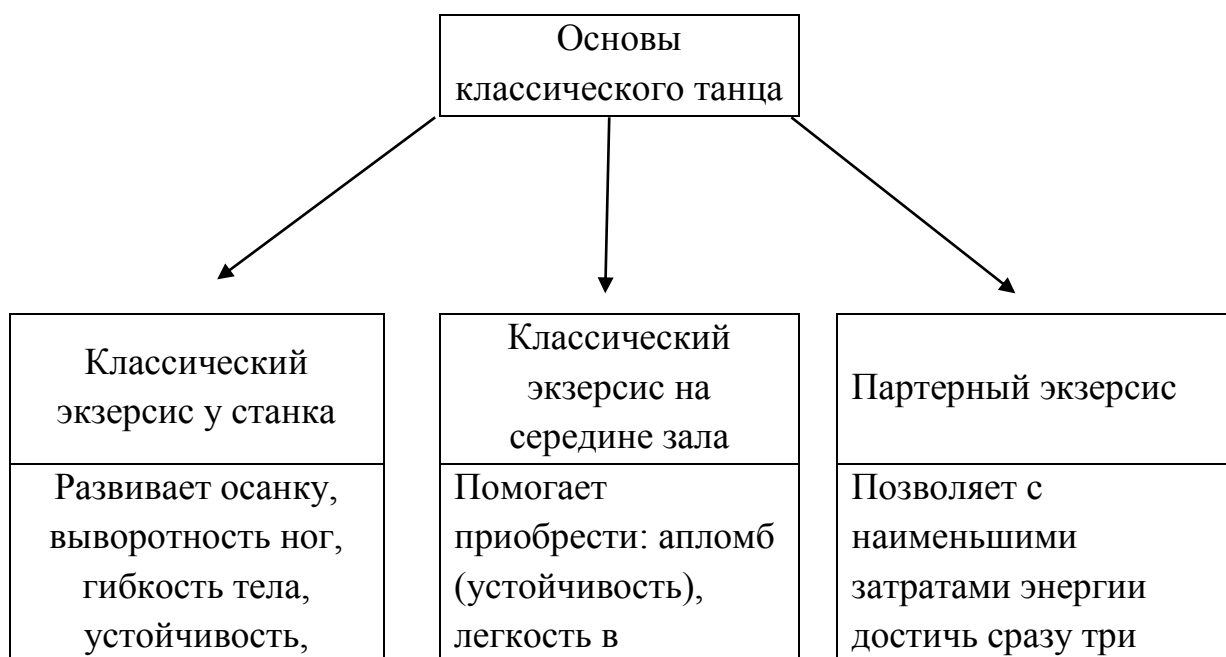 Основы
классического танца
Классический
экзерсис у станка
Классический
экзерсис на
середине зала
Партерный экзерсис
Развивает осанку,
выворотность ног,
гибкость тела,
устойчивость,
Помогает
приобрести: апломб
(устойчивость),
легкость в
Позволяет с
наименьшими
затратами энергии
достичь сразу три